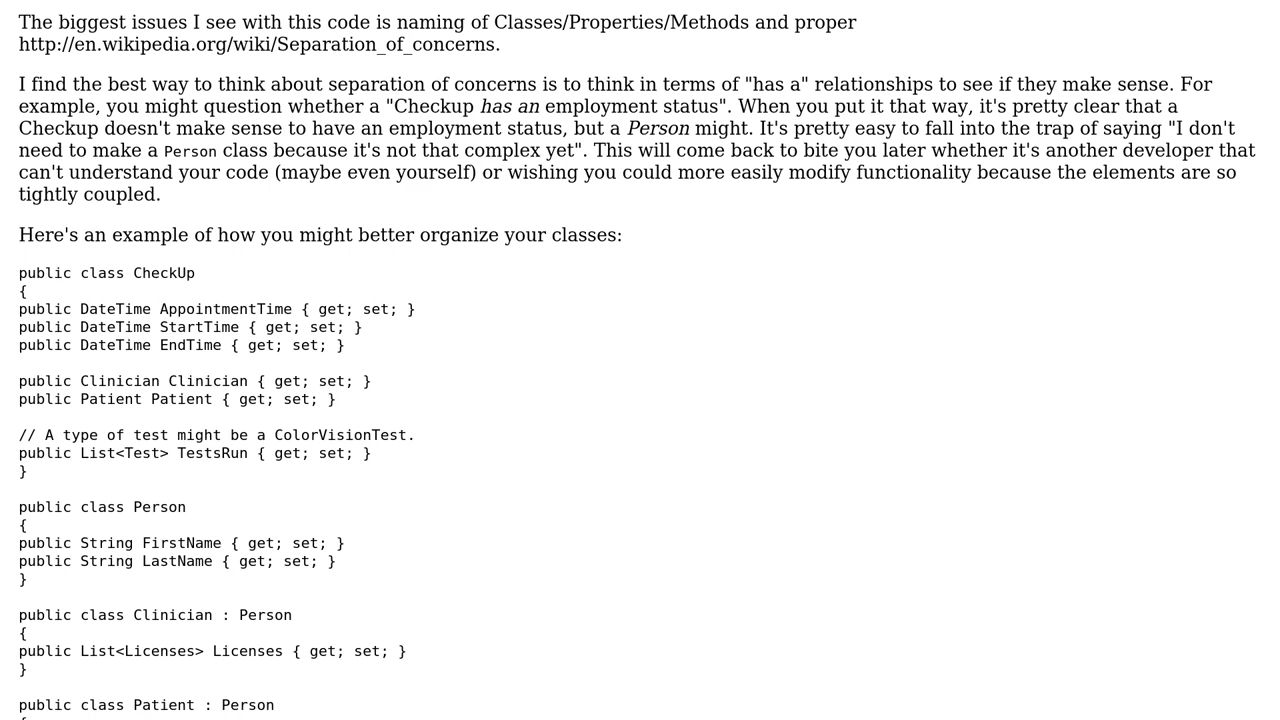 The biggest issues I see with this code is naming of Classes/Properties/Methods and proper
http://en.wikipedia.org/wiki/Separation_of_concerns.
I find the best way to think about separation of concerns is to think in terms of "has a" relationships to see if they make sense. For
example, you might question whether a "Checkup has an employment status". When you put it that way, it's pretty clear that a
Checkup doesn't make sense to have an employment status, but a Person might. It's pretty easy to fall into the trap of saying "I don't
need to make a Person class because it's not that complex yet". This will come back to bite you later whether it's another developer that
can't understand your code (maybe even yourself) or wishing you could more easily modify functionality because the elements are so
tightly coupled.
Here's an example of how you might better organize your classes:
public class CheckUp
{
public DateTime AppointmentTime { get; set; }
public DateTime StartTime { get; set; }
public DateTime EndTime { get; set; }
public Clinician Clinician { get; set; }
public Patient Patient { get; set; }
// A type of test might be a ColorVisionTest.
public List<Test> TestsRun { get; set; }
}
public class Person
{
public String FirstName { get; set; }
public String LastName { get; set; }
}
public class Clinician : Person
{
public List<Licenses> Licenses { get; set; }
}
public class Patient : Person
{